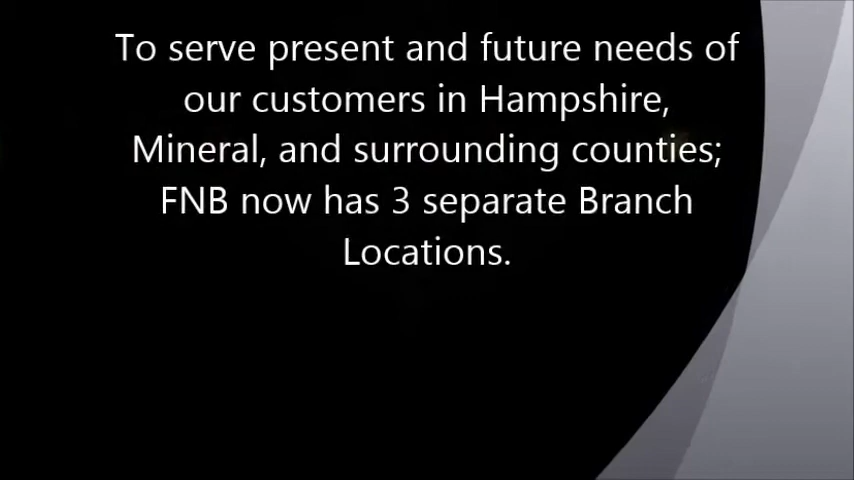 To serve present and future needs of
our customers in Hampshire,
Mineral, and surrounding counties;
FNB now has 3 separate Branch
Locations.